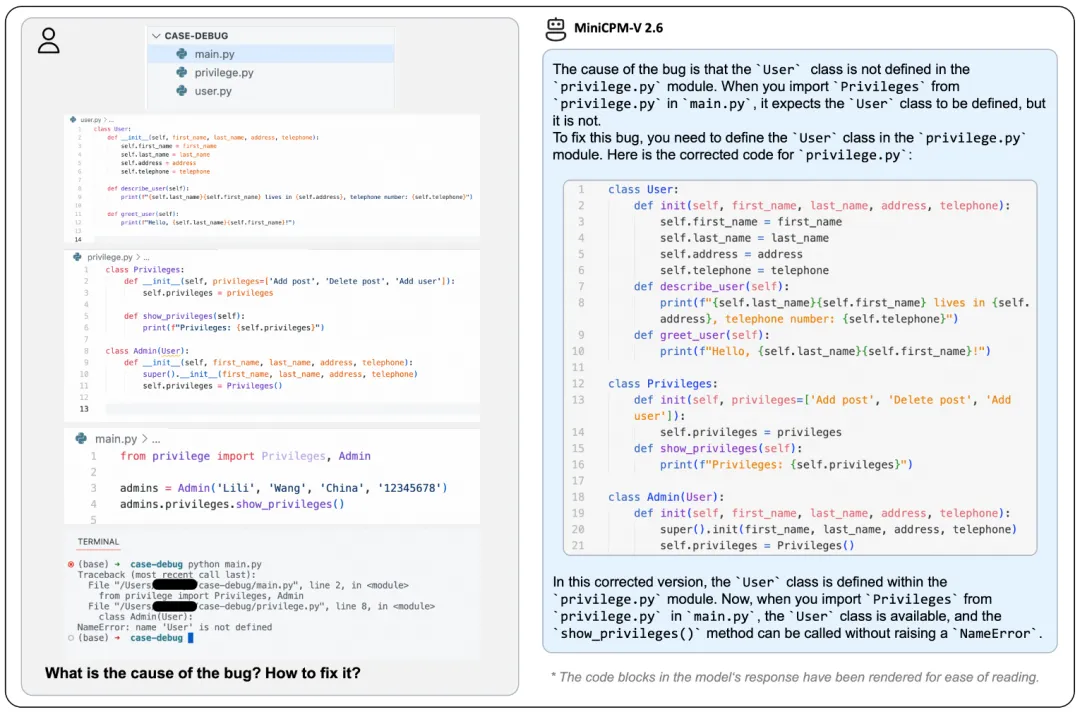 CASE-DEBUG
main.py
privilege.py
user.py
user.py > ...
1 class User:
2 def __init__(self, first_name, last_name, address, telephone):
3 self.first_name = first_name
4 self.last_name = last_name
5 self.address = address
6 self.telephone = telephone
7
8 def describe_user(self):
9 print(f"{self.last_name}{self.first_name} lives in {self.address}, telephone number: {self.telephone}")
10
11 def greet_user(self):
12 print(f"Hello, {self.last_name}{self.first_name}!")
13
14
privilege.py > ...
1 class Privileges:
2 def __init__(self, privileges=['Add post', 'Delete post', 'Add user']):
3 self.privileges = privileges
4
5 def show_privileges(self):
6 print(f"Privileges: {self.privileges}")
7
8 class Admin(User):
9 def __init__(self, first_name, last_name, address, telephone):
10 super().__init__(first_name, last_name, address, telephone)
11 self.privileges = Privileges()
12
13
main.py > ...
1 from privilege import Privileges, Admin
2
3 admins = Admin('Lili', 'Wang', 'China', '12345678')
4 admins.privileges.show_privileges()
5
TERMINAL
(base) → case-debug python main.py
Traceback (most recent call last):
File "/Users case-debug/main.py", line 2, in <module>
from privilege import Privileges, Admin
File "/Users case-debug/privilege.py", line 8, in <module>
class Admin(User):
NameError: name 'User' is not defined
(base) → case-debug
What is the cause of the bug? How to fix it?
MiniCPM-V 2.6
The cause of the bug is that the `User` class is not defined in the
`privilege.py` module. When you import `Privileges` from
`privilege.py` in `main.py`, it expects the `User` class to be defined, but
it is not.
To fix this bug, you need to define the `User` class in the `privilege.py`
module. Here is the corrected code for `privilege.py`:
1 class User:
2 def init(self, first_name, last_name, address, telephone):
3 self.first_name = first_name
4 self.last_name = last_name
5 self.address = address
6 self.telephone = telephone
7 def describe_user(self):
8 print(f"{self.last_name}{self.first_name} lives in {self.
address}, telephone number: {self.telephone}")
9 def greet_user(self):
10 print(f"Hello, {self.last_name}{self.first_name}!")
11
12 class Privileges:
13 def init(self, privileges=['Add post', 'Delete post', 'Add
user']):
14 self.privileges = privileges
15 def show_privileges(self):
16 print(f"Privileges: {self.privileges}")
17
18 class Admin(User):
19 def init(self, first_name, last_name, address, telephone):
20 super().init(first_name, last_name, address, telephone)
21 self.privileges = Privileges()
In this corrected version, the `User` class is defined within the
`privilege.py` module. Now, when you import `Privileges` from
`privilege.py` in `main.py`, the `User` class is available, and the
`show_privileges()` method can be called without raising a `NameError`.
* The code blocks in the model's response have been rendered for ease of reading.